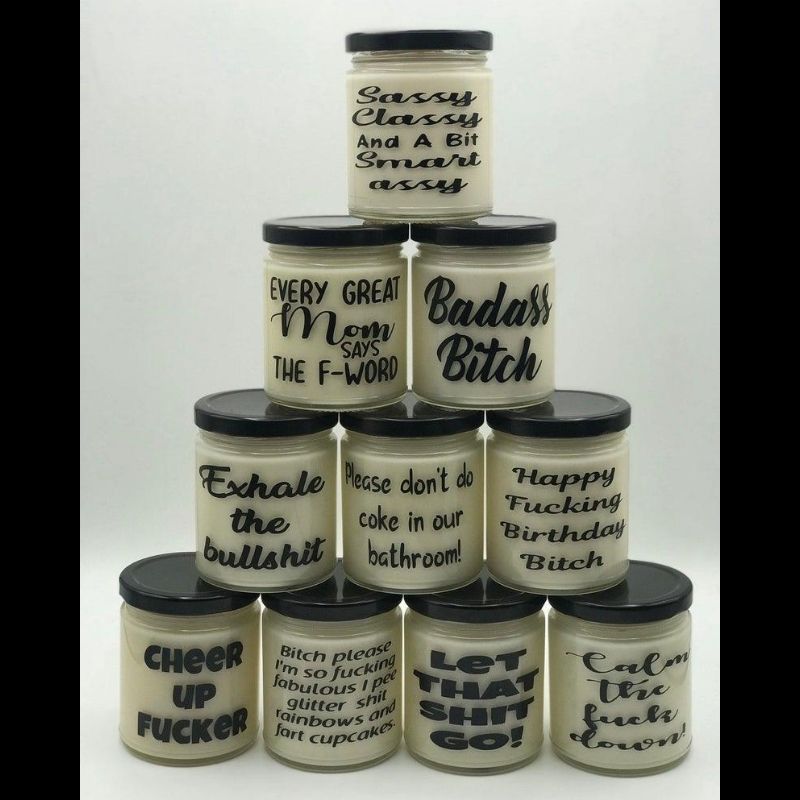 Sassy
Classy
And A Bit
Smart
assy
EVERY GREAT
Mom
SAYS
THE F-WORD
Badass
Bitch
Exhale
the
bullshit
Please don't do
coke in our
bathroom!
Happy
Fucking
Birthday
Bitch
CHEER
UP
FUCKER
Bitch please
I'm so fucking
fabulous I pee
glitter shit
rainbows and
fart cupcakes.
LET
THAT
SHIT
GO!
Calm
the
fuck
down!